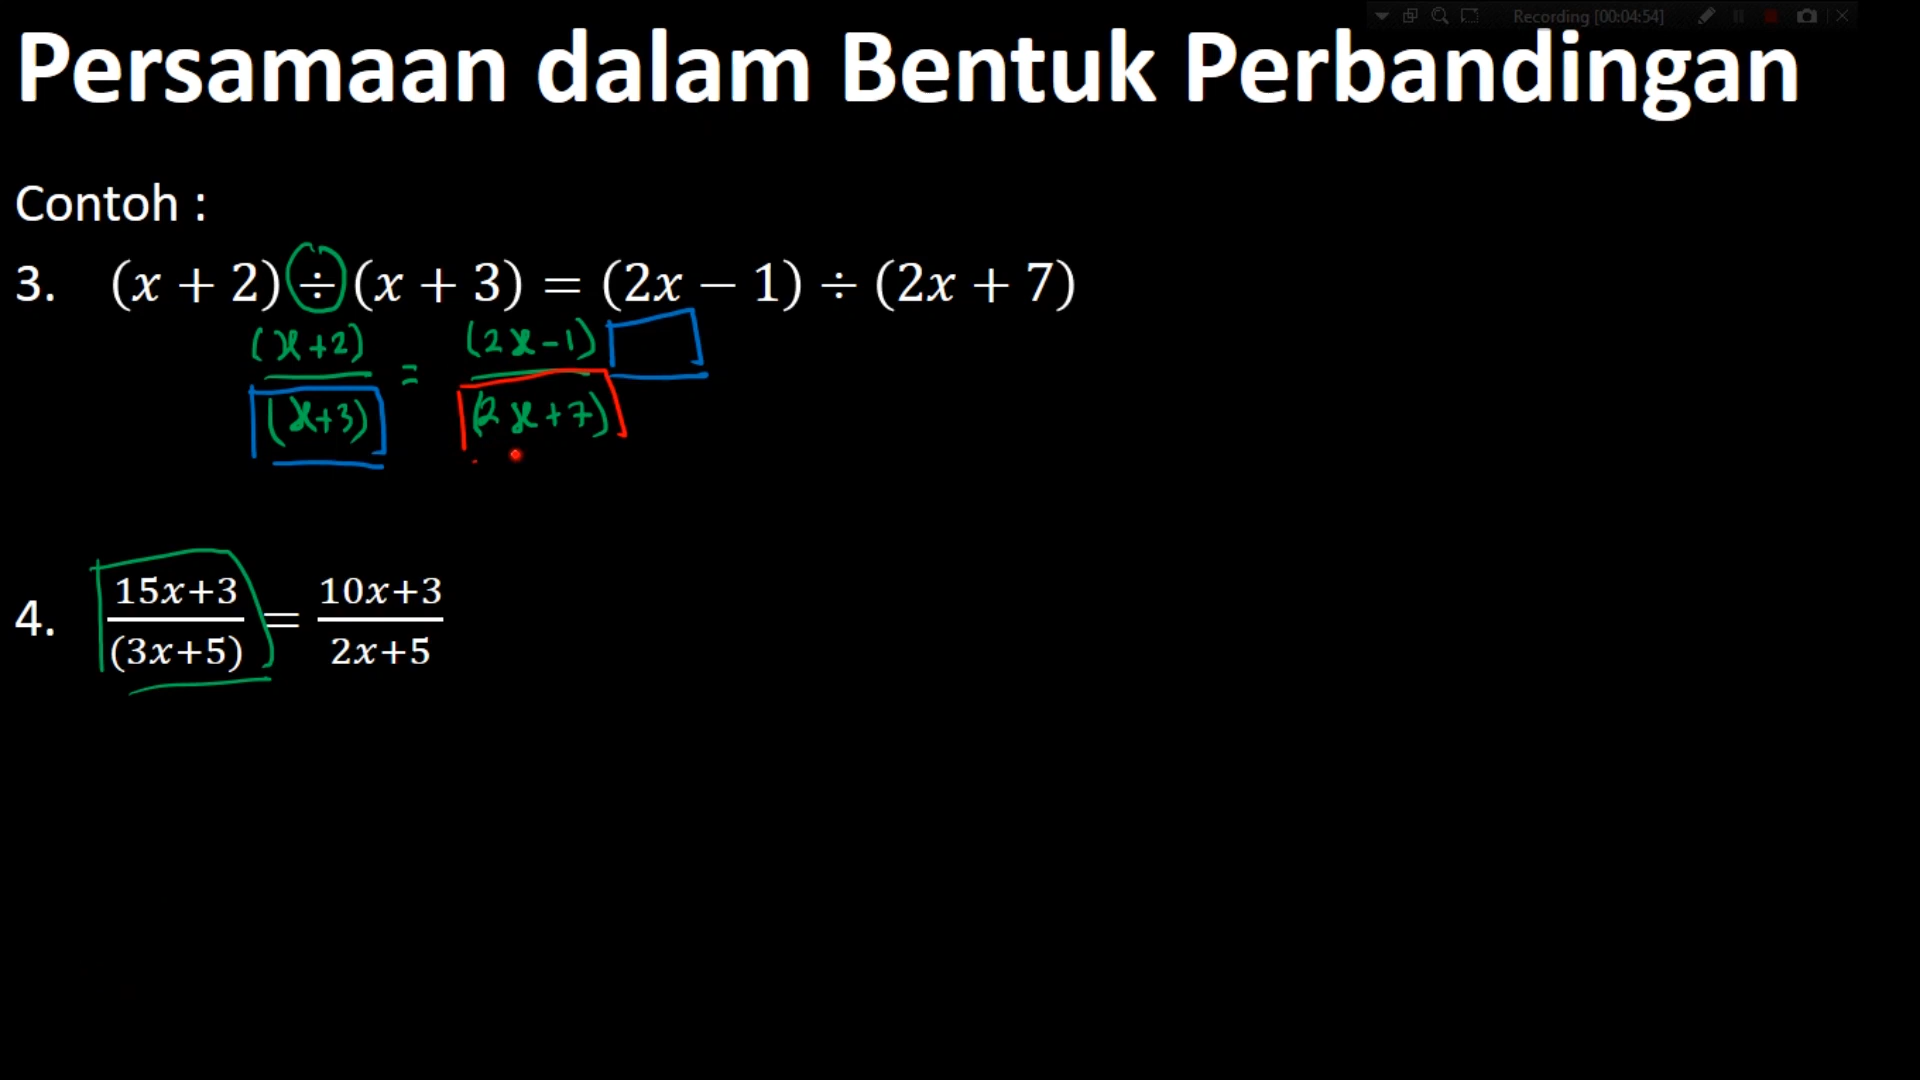 Recording [00:04:54]
Persamaan dalam Bentuk Perbandingan
Contoh :
3. (x + 2) ÷ (x + 3) = (2x − 1) ÷ (2x + 7)
(x+2) = (2x-1)
(x+3) (2x+7)
15x+3 10x+3
4. =
(3x+5) 2x+5